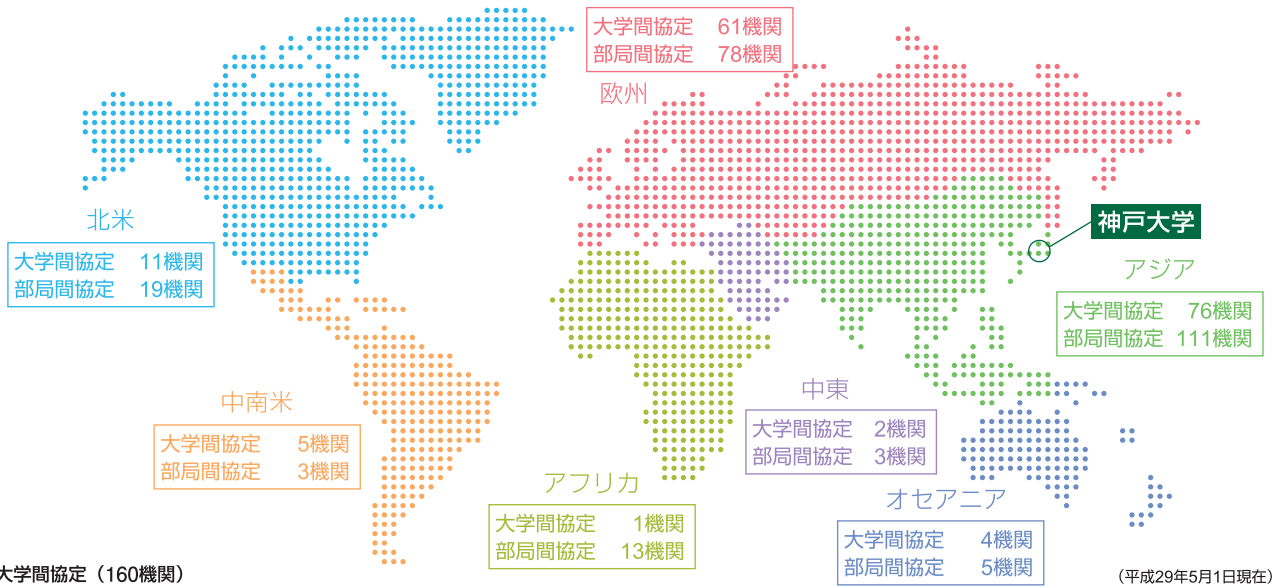 大学間協定 61機関
部局間協定 78機関
欧州
北米
大学間協定 11機関
部局間協定 19機関
神戸大学
アジア
大学間協定 76機関
部局間協定 111機関
中南米
大学間協定 5機関
部局間協定 3機関
中東
大学間協定 2機関
部局間協定 3機関
アフリカ
大学間協定 1機関
部局間協定 13機関
オセアニア
大学間協定 4機関
部局間協定 5機関
大学間協定（160機関）
（平成29年5月1日現在）